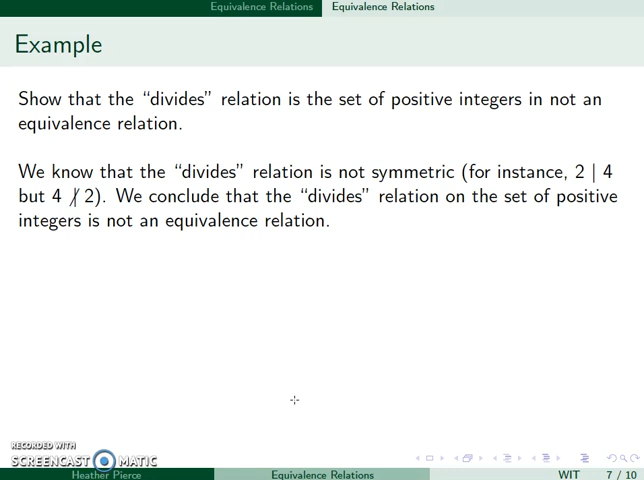 Equivalence Relations Equivalence Relations
Example
Show that the “divides” relation is the set of positive integers in not an
equivalence relation.
We know that the “divides” relation is not symmetric (for instance, 2 | 4
but 4 ∤ 2). We conclude that the “divides” relation on the set of positive
integers is not an equivalence relation.
RECORDED WITH
SCREENCAST MATIC
Heather Pierce Equivalence Relations WIT 7 / 10